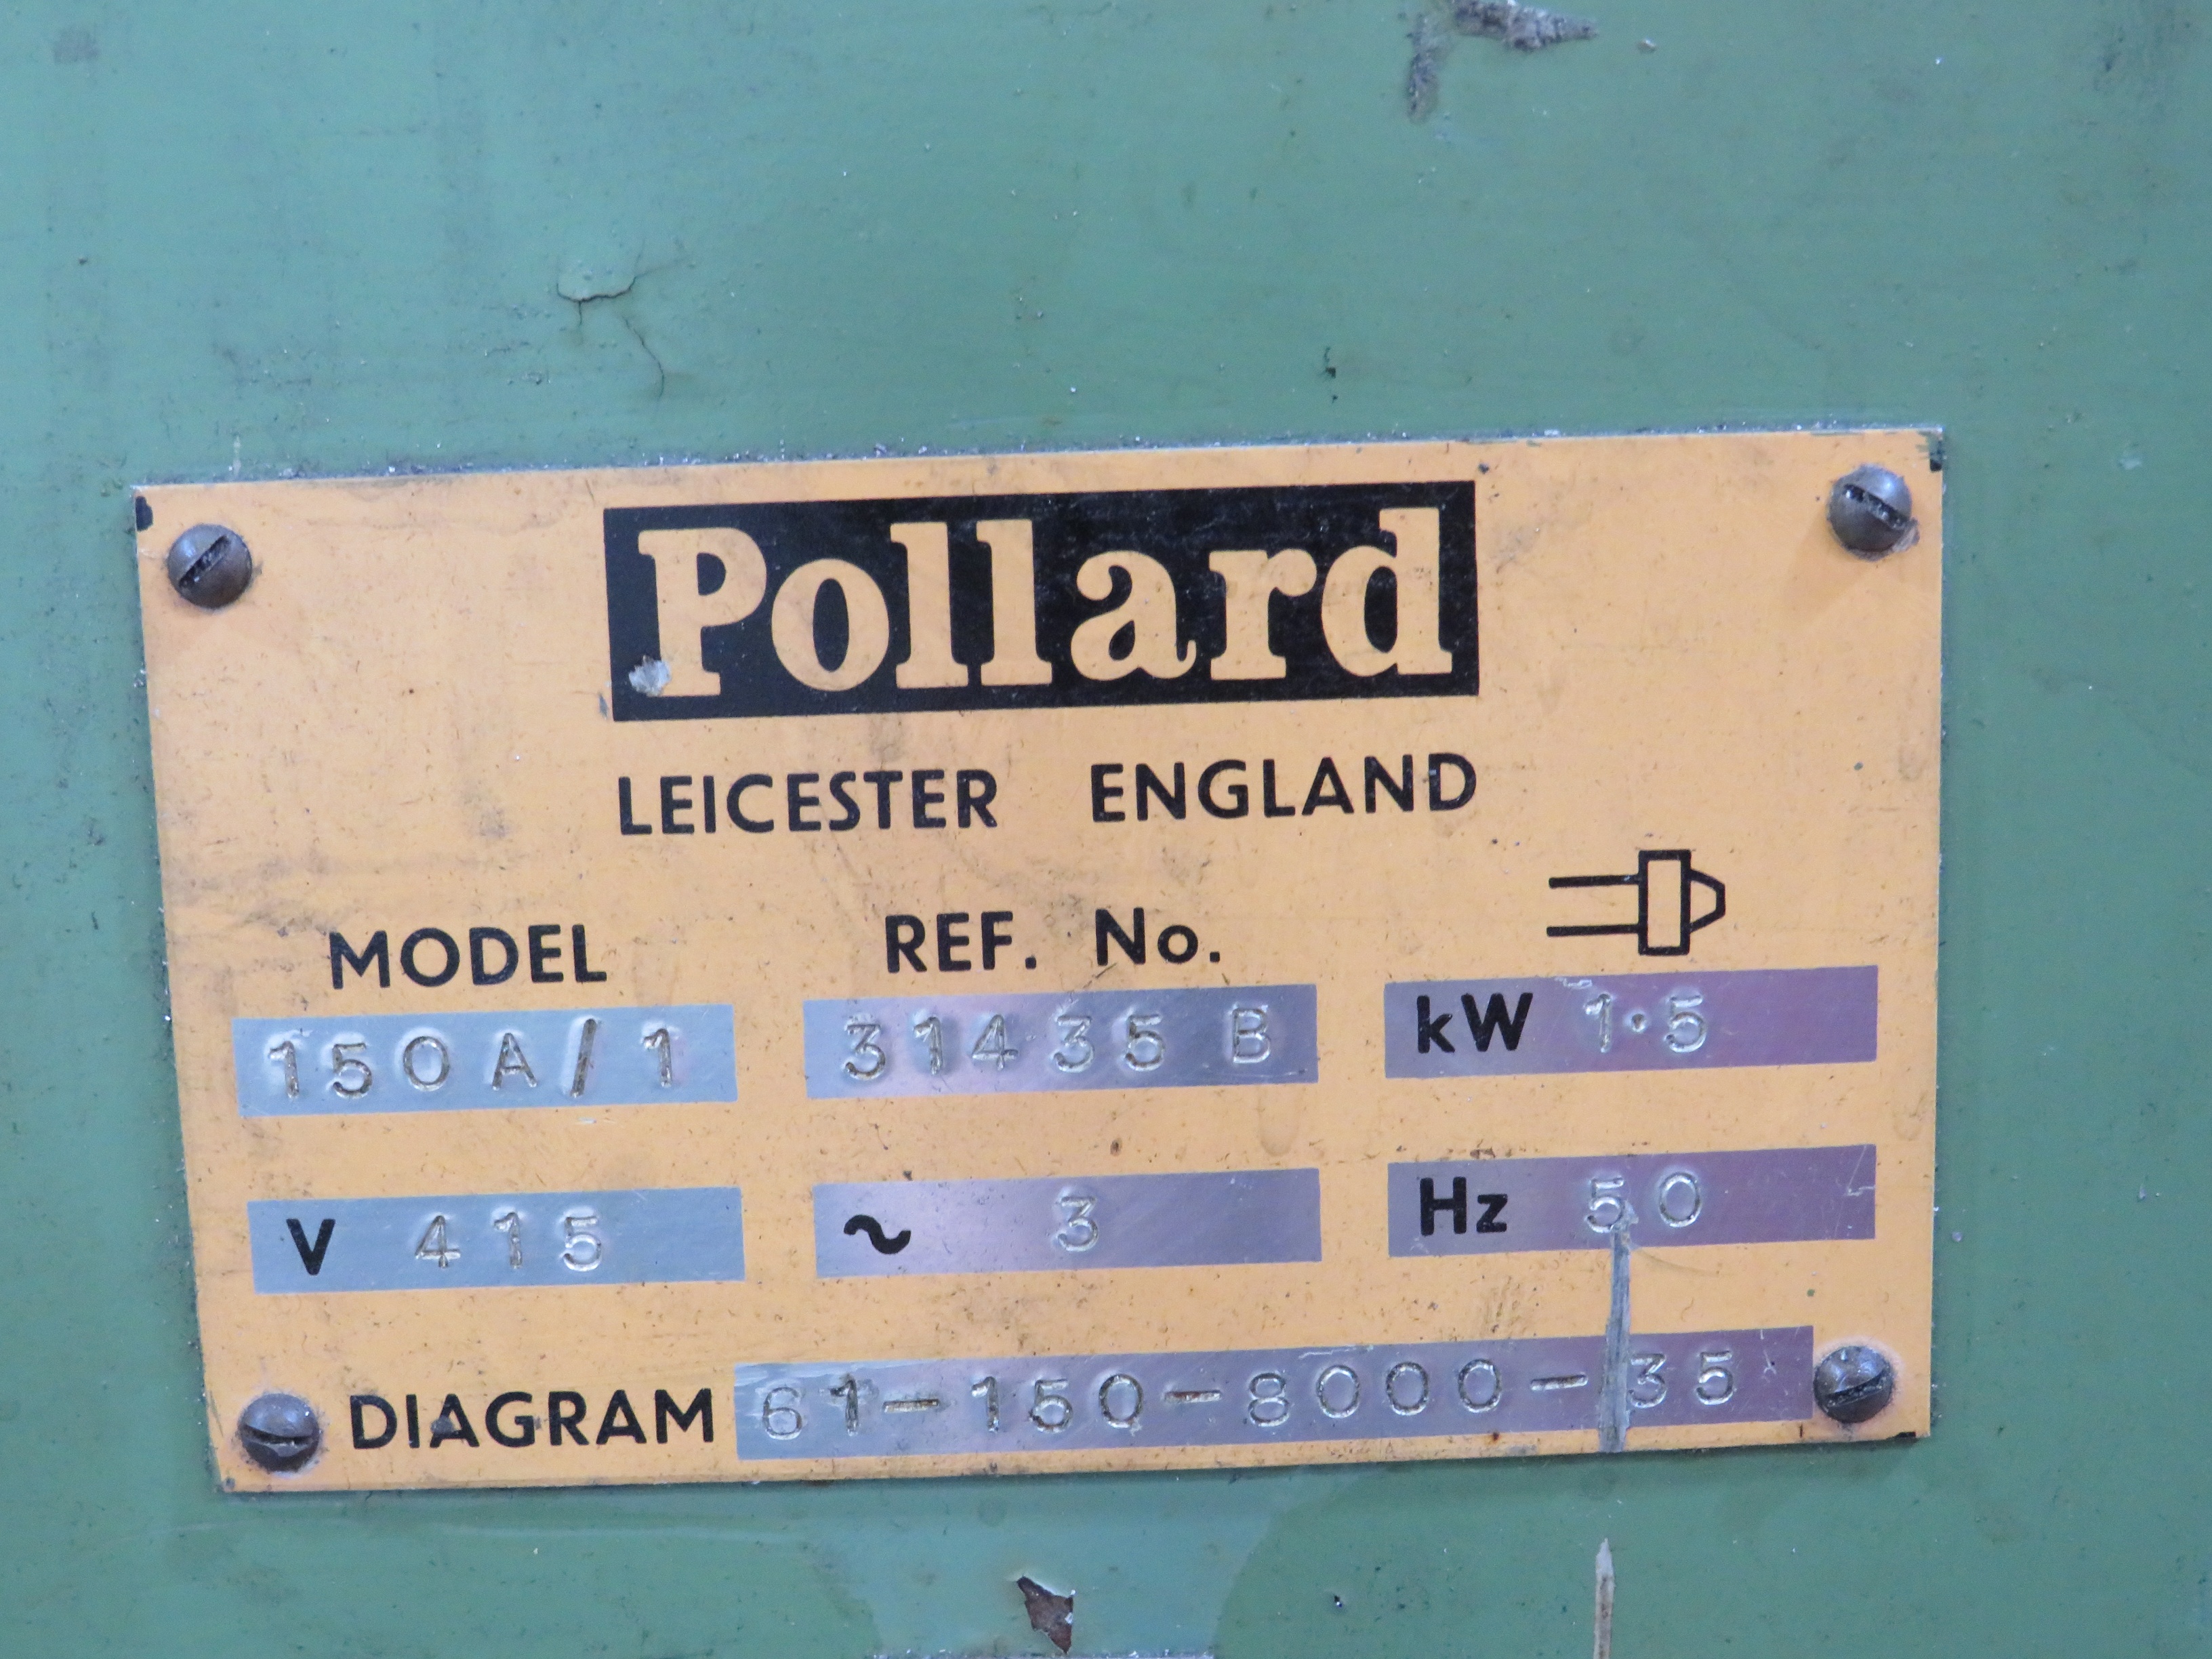 Pollard
LEICESTER ENGLAND
MODEL REF. No.
150A/1 31435 B kW 1·5
V 415 ~ 3 Hz 50
DIAGRAM 61-150-8000-35